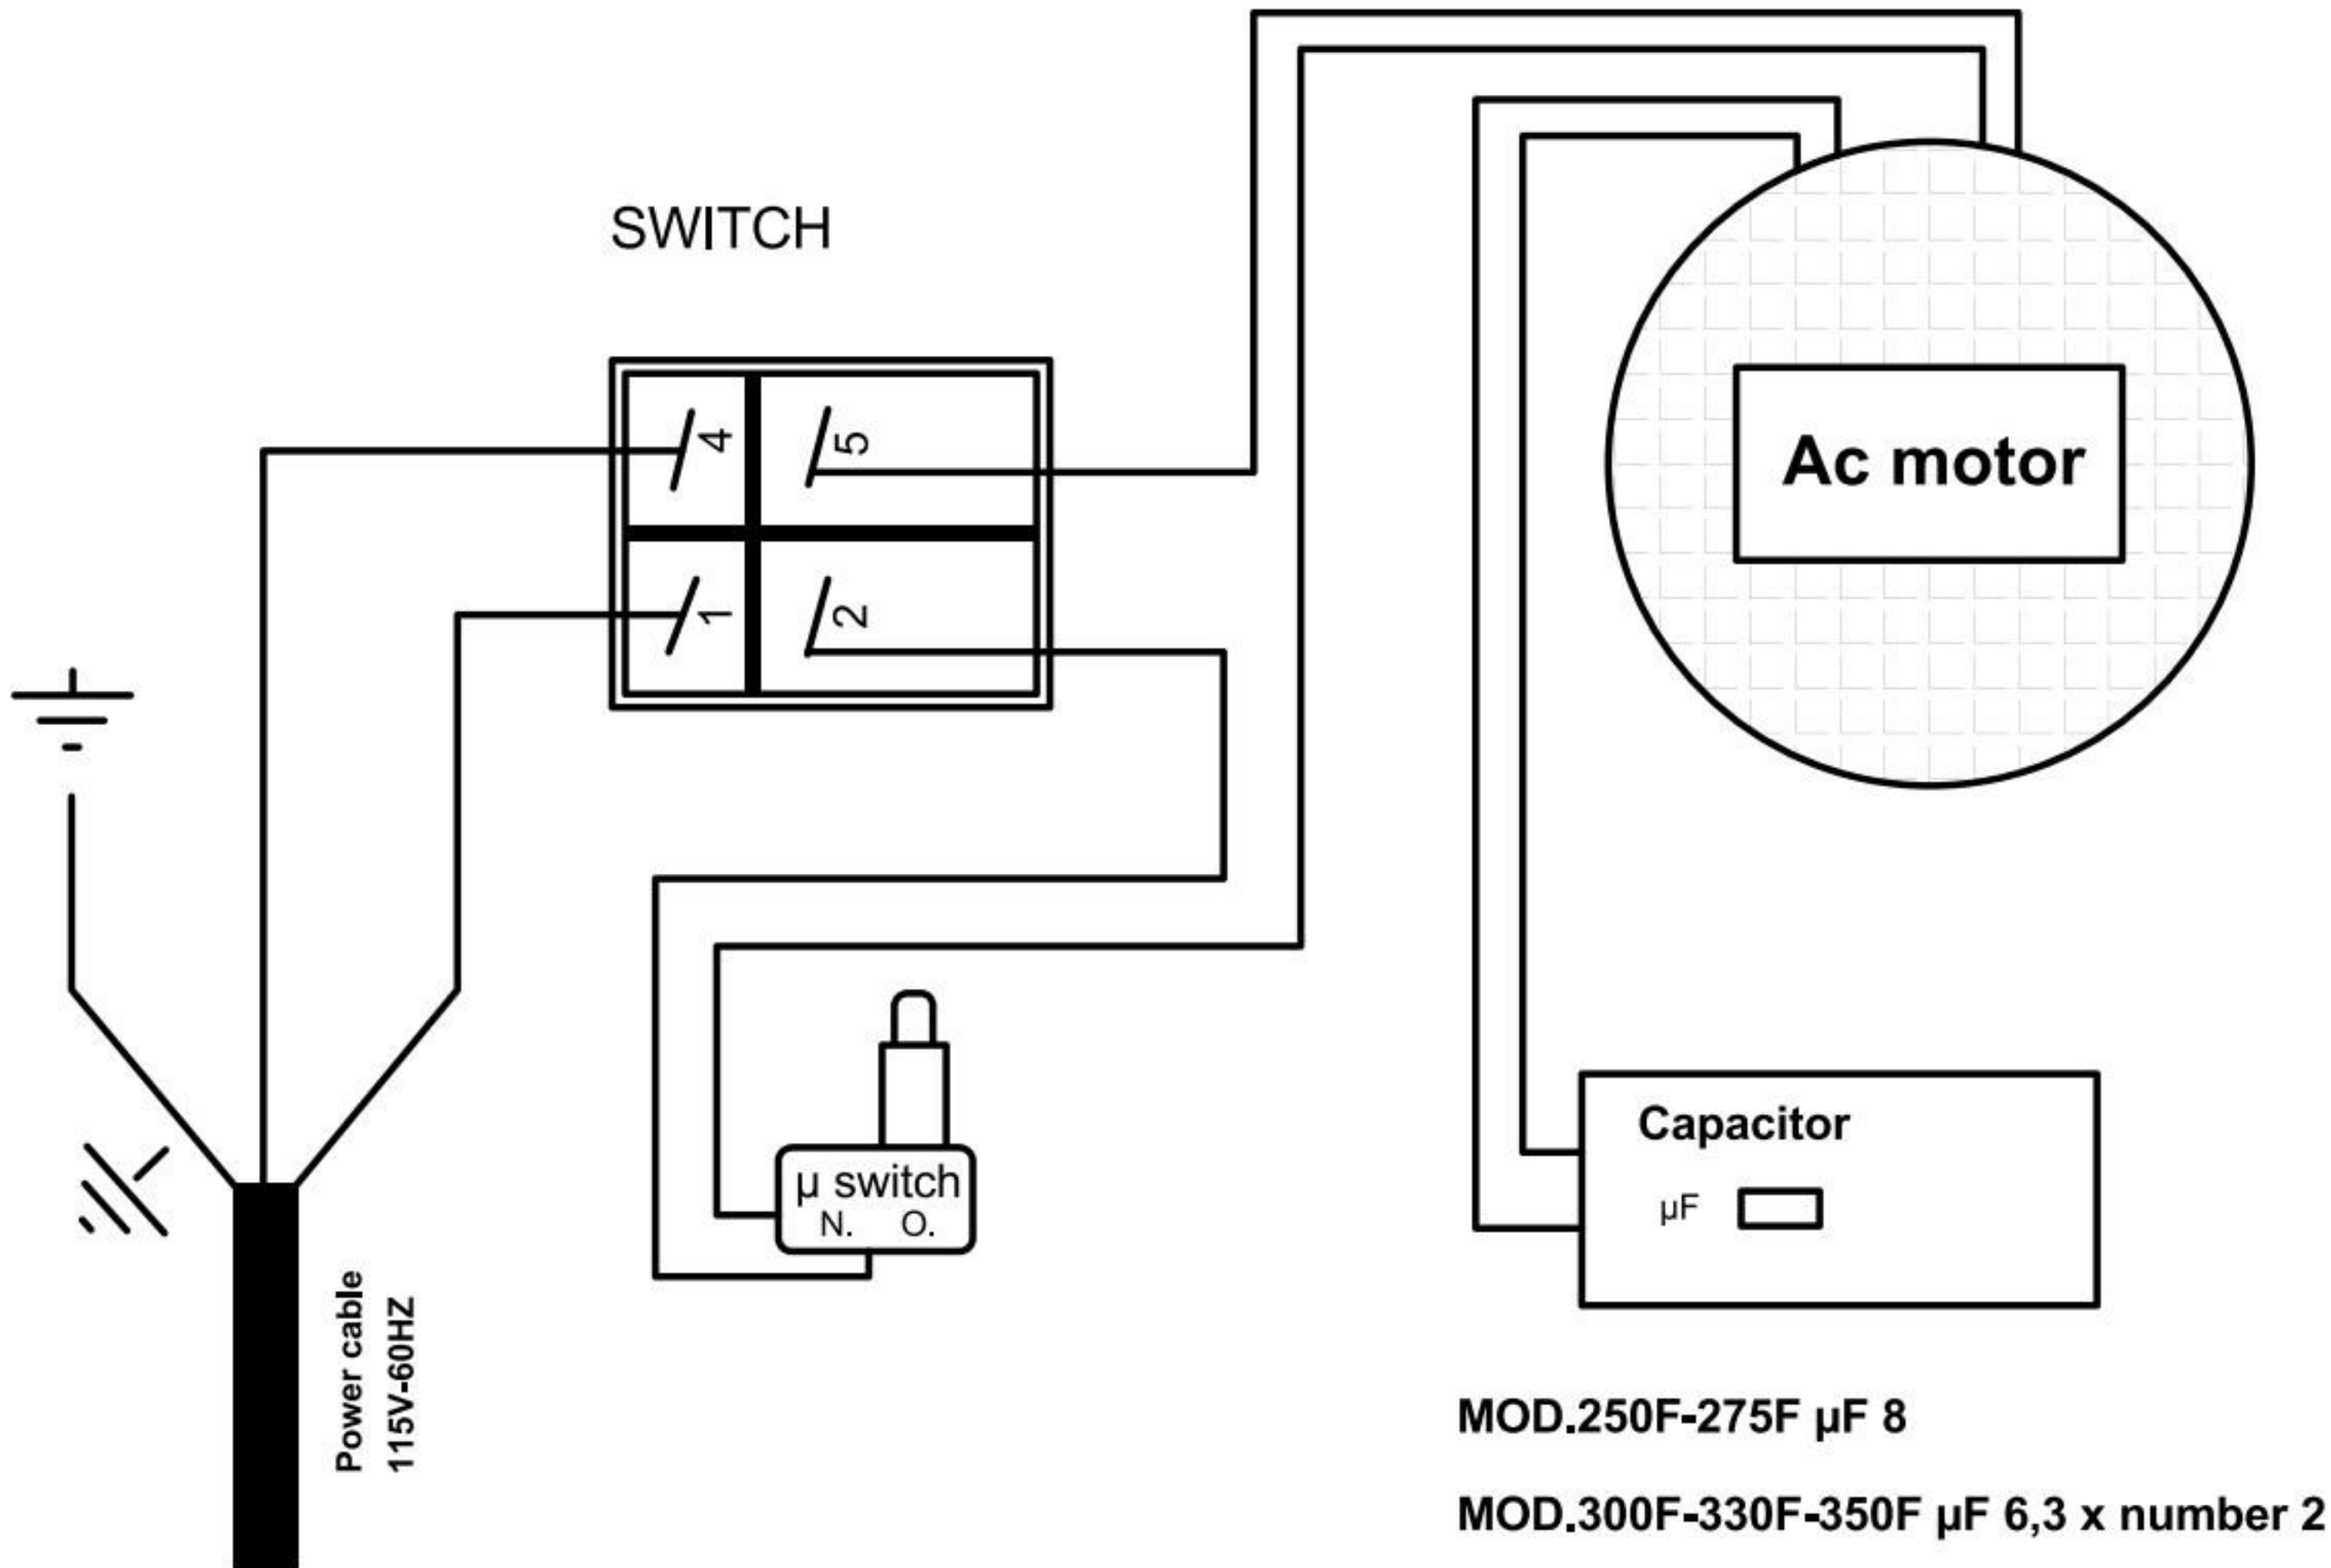 SWITCH
4
5
1
2
Ac motor
µ switch
N. O.
Capacitor
µF
Power cable
115V-60HZ
MOD.250F-275F µF 8
MOD.300F-330F-350F µF 6,3 x number 2